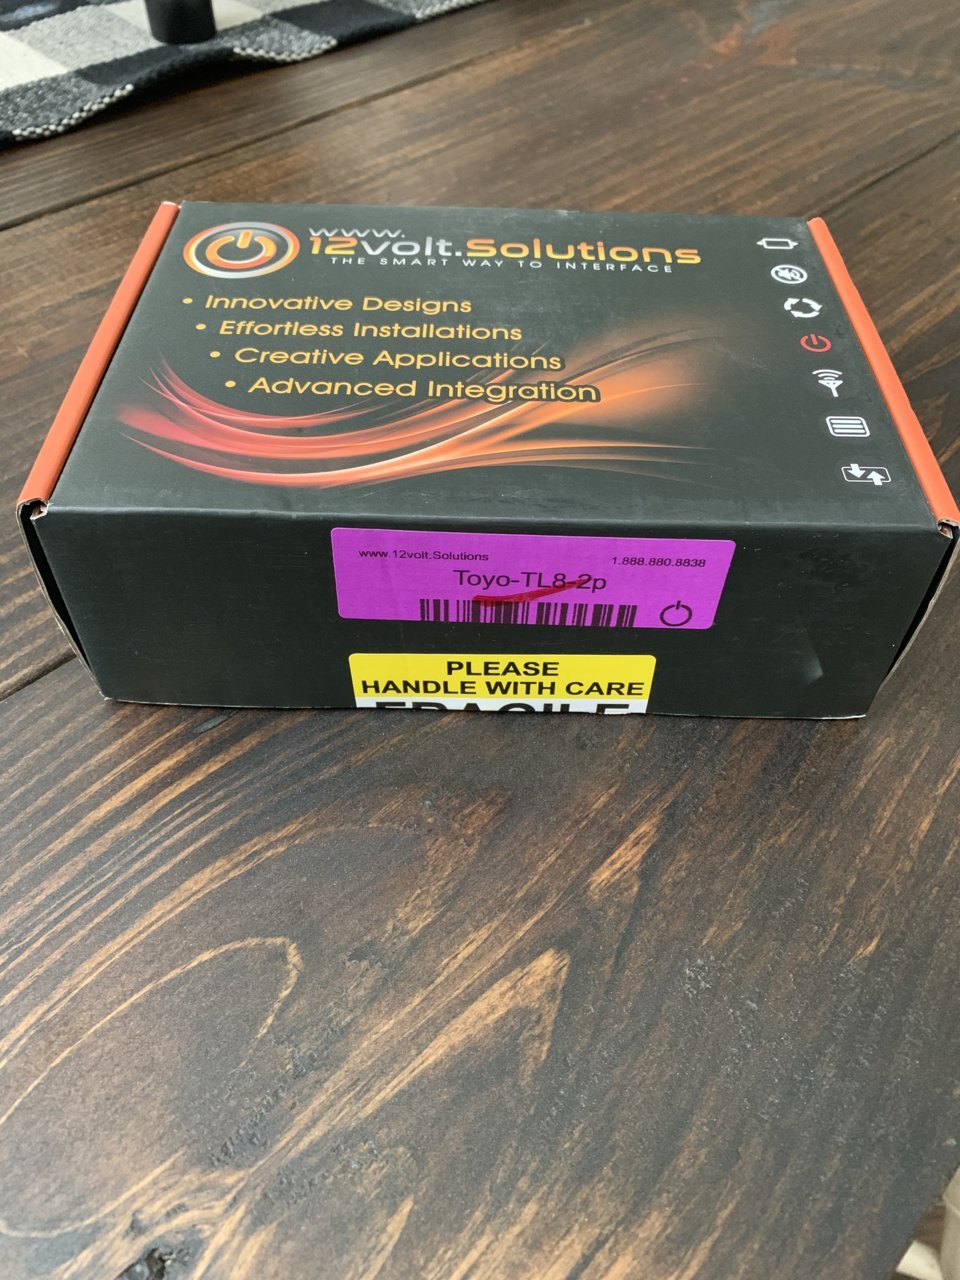 www.
12volt.Solutions
THE SMART WAY TO INTERFACE
• Innovative Designs
• Effortless Installations
• Creative Applications
• Advanced Integration
www.12volt.Solutions 1.888.880.8838
Toyo-TL8-2p
PLEASE
HANDLE WITH CARE
FRAGILE